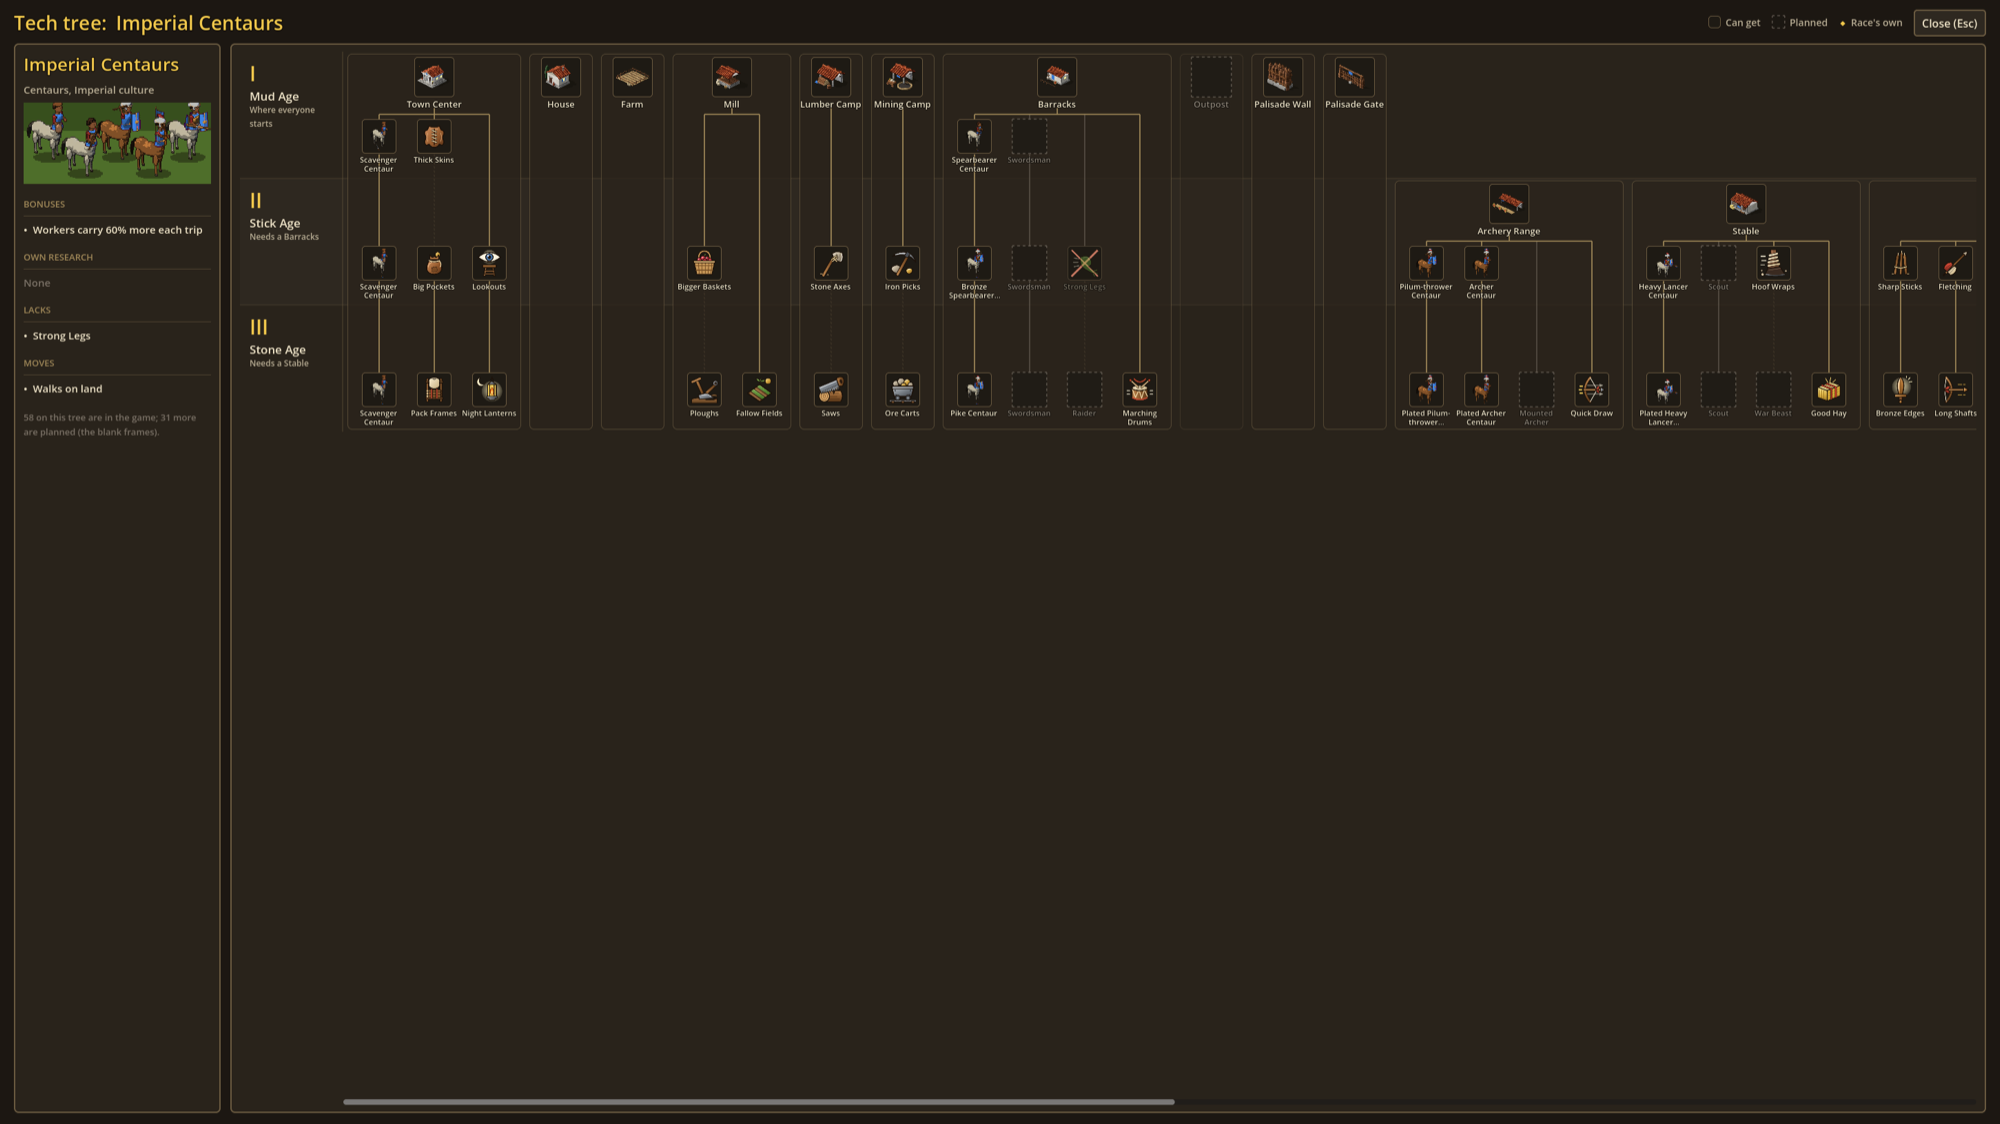 Tech tree: Imperial Centaurs
Can get
Planned
Race's own
Close (Esc)
Imperial Centaurs
Centaurs, Imperial culture
BONUSES
• Workers carry 60% more each trip
OWN RESEARCH
None
LACKS
• Strong Legs
MOVES
• Walks on land
58 on this tree are in the game; 31 more
are planned (the blank frames).
I
Mud Age
Where everyone
starts
Town Center
House
Farm
Mill
Lumber Camp
Mining Camp
Barracks
Outpost
Palisade Wall
Palisade Gate
Scavenger
Centaur
Thick Skins
Spearbearer
Centaur
Swordsman
II
Stick Age
Needs a Barracks
Archery Range
Stable
Scavenger
Centaur
Big Pockets
Lookouts
Bigger Baskets
Stone Axes
Iron Picks
Bronze
Spearbearer...
Swordsman
Strong Legs
Pilum-thrower
Centaur
Archer
Centaur
Heavy Lancer
Centaur
Scout
Hoof Wraps
Sharp Sticks
Fletching
III
Stone Age
Needs a Stable
Scavenger
Centaur
Pack Frames
Night Lanterns
Ploughs
Fallow Fields
Saws
Ore Carts
Pike Centaur
Swordsman
Raider
Marching
Drums
Plated Pilum-
thrower...
Plated Archer
Centaur
Mounted
Archer
Quick Draw
Plated Heavy
Lancer...
Scout
War Beast
Good Hay
Bronze Edges
Long Shafts